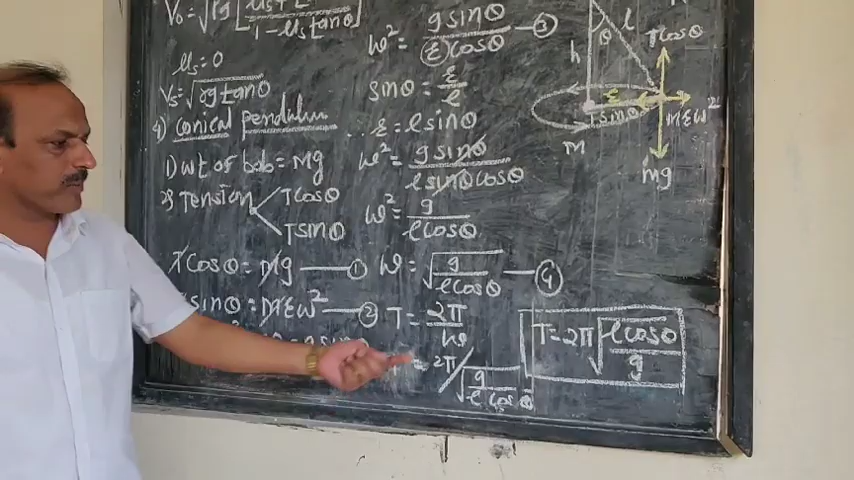 V₀ = √rg[μs + tanθ / 1 - μs tanθ]
μs = 0
Vs = √rg tanθ
4) conical pendulum
1) wt of bob = mg
2) Tension < Tcosθ
Tsinθ
Tcosθ = mg —①
Tsinθ = mrω² —②
ω² = g sinθ / (r) cosθ —③
sinθ = r / l
∴ r = l sinθ
ω² = g sinθ / l sinθ cosθ
ω² = g / l cosθ
ω = √g / l cosθ —④
T = 2π / ω
T = 2π / √g / l cosθ
T = 2π √l cosθ / g
θ
l
h
Tcosθ
r
Tsinθ
mrω²
m
mg